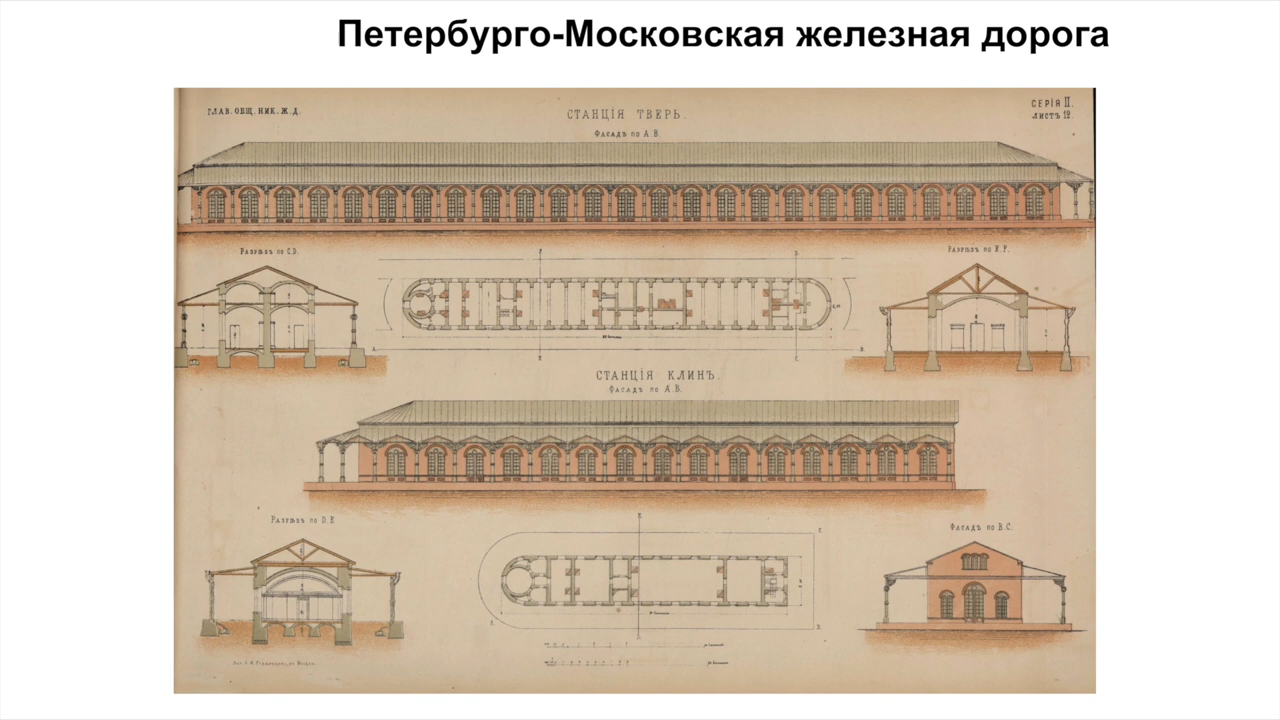 Петербурго-Московская железная дорога
ГЛАВ. ОБЩ. НИК. Ж. Д.
СЕРІЯ II.
ЛИСТЪ 12.
СТАНЦІЯ ТВЕРЬ.
ФАСАДЪ ПО А.В.
РАЗРѢЗЪ ПО C.D.
РАЗРѢЗЪ ПО E.F.
СТАНЦІЯ КЛИНЪ.
ФАСАДЪ ПО А.В.
РАЗРѢЗЪ ПО D.E
ФАСАДЪ ПО B.C.